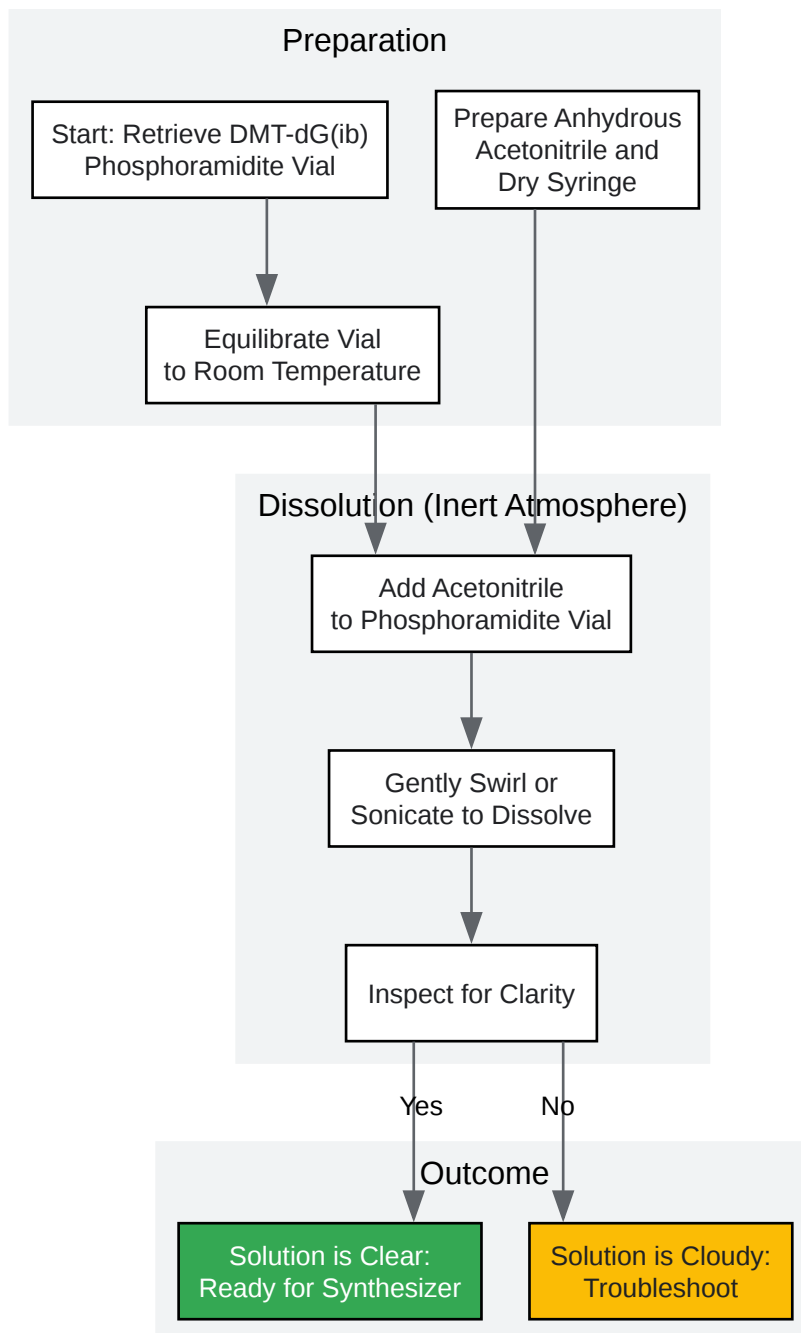 Preparation
Start: Retrieve DMT-dG(ib)
Phosphoramidite Vial
Prepare Anhydrous
Acetonitrile and
Dry Syringe
Equilibrate Vial
to Room Temperature
Dissolution (Inert Atmosphere)
Add Acetonitrile
to Phosphoramidite Vial
Gently Swirl or
Sonicate to Dissolve
Inspect for Clarity
Yes
No
Outcome
Solution is Clear:
Ready for Synthesizer
Solution is Cloudy:
Troubleshoot